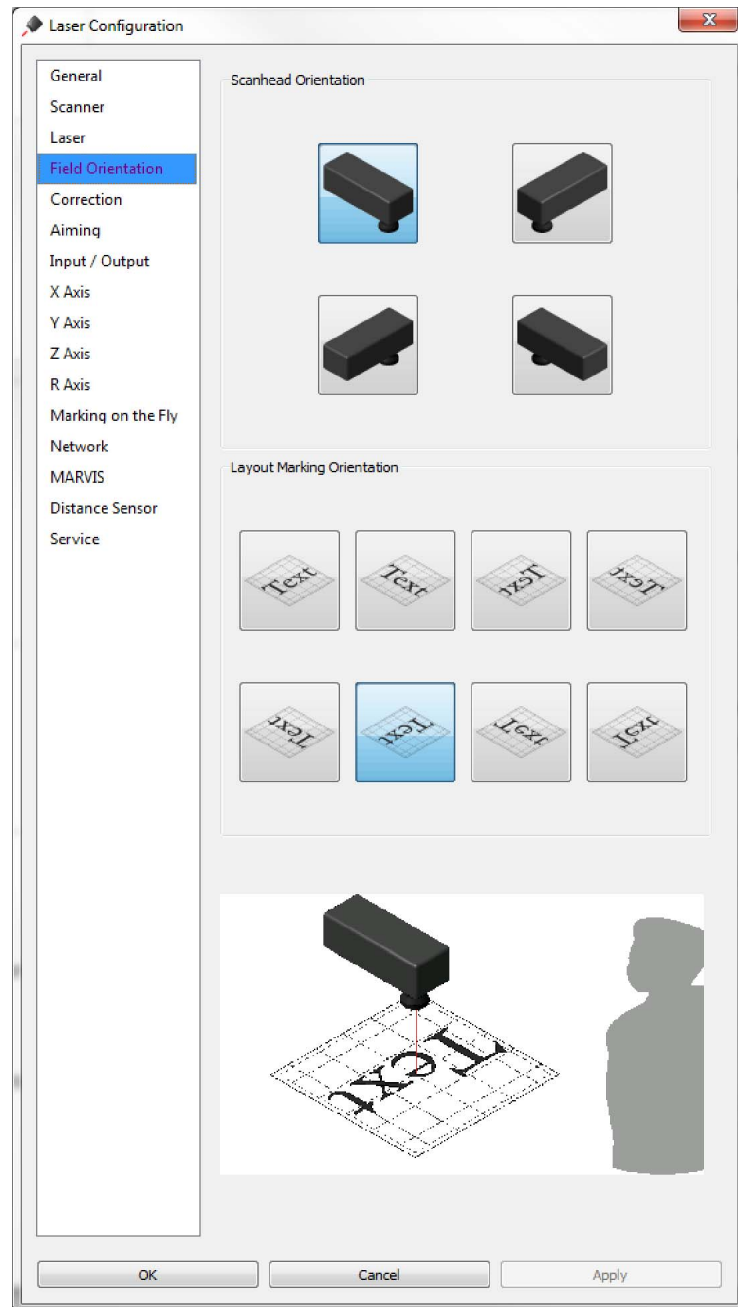 Laser Configuration
General
Scanner
Laser
Field Orientation
Correction
Aiming
Input / Output
X Axis
Y Axis
Z Axis
R Axis
Marking on the Fly
Network
MARVIS
Distance Sensor
Service
Scanhead Orientation
Layout Marking Orientation
Text
Text
Text
Text
Text
Text
Text
Text
Text
OK
Cancel
Apply